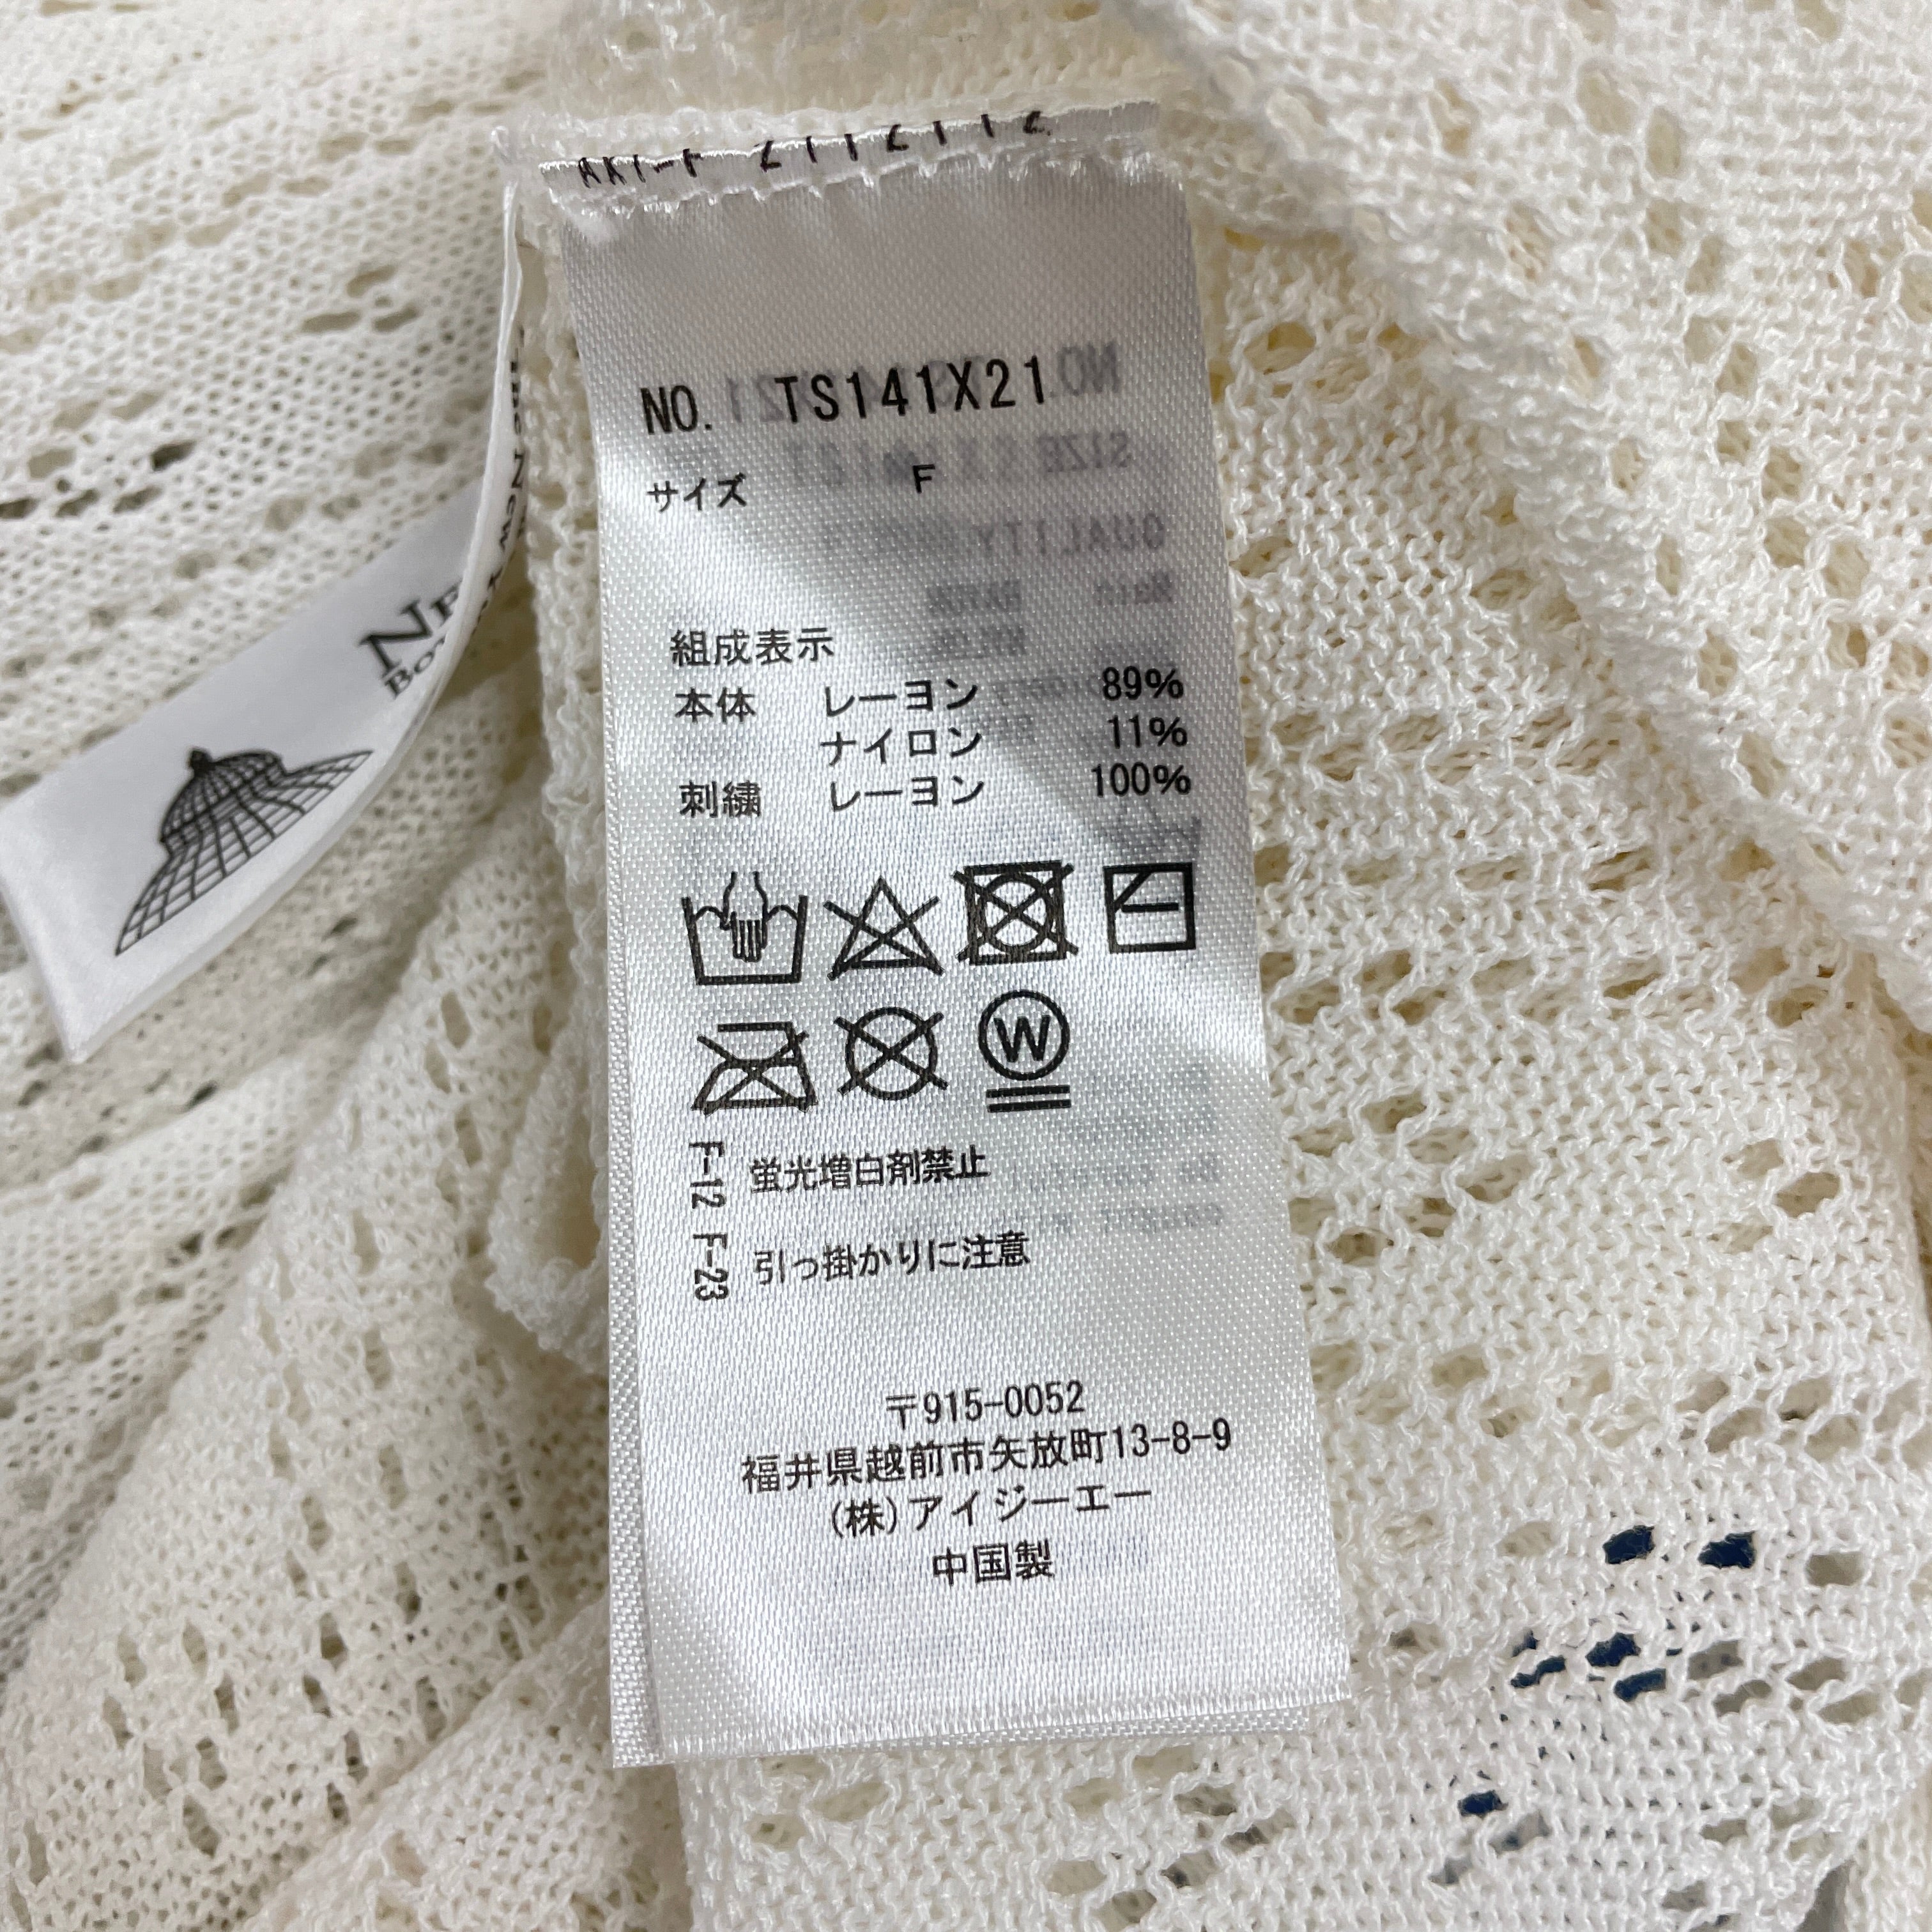 NO. TS141X21
サイズ F
組成表示
本体 レーヨン 89%
ナイロン 11%
刺繍 レーヨン 100%
W
F-12 蛍光増白剤禁止
F-23 引っ掛かりに注意
〒915-0052
福井県越前市矢放町13-8-9
(株)アイジーエー
中国製